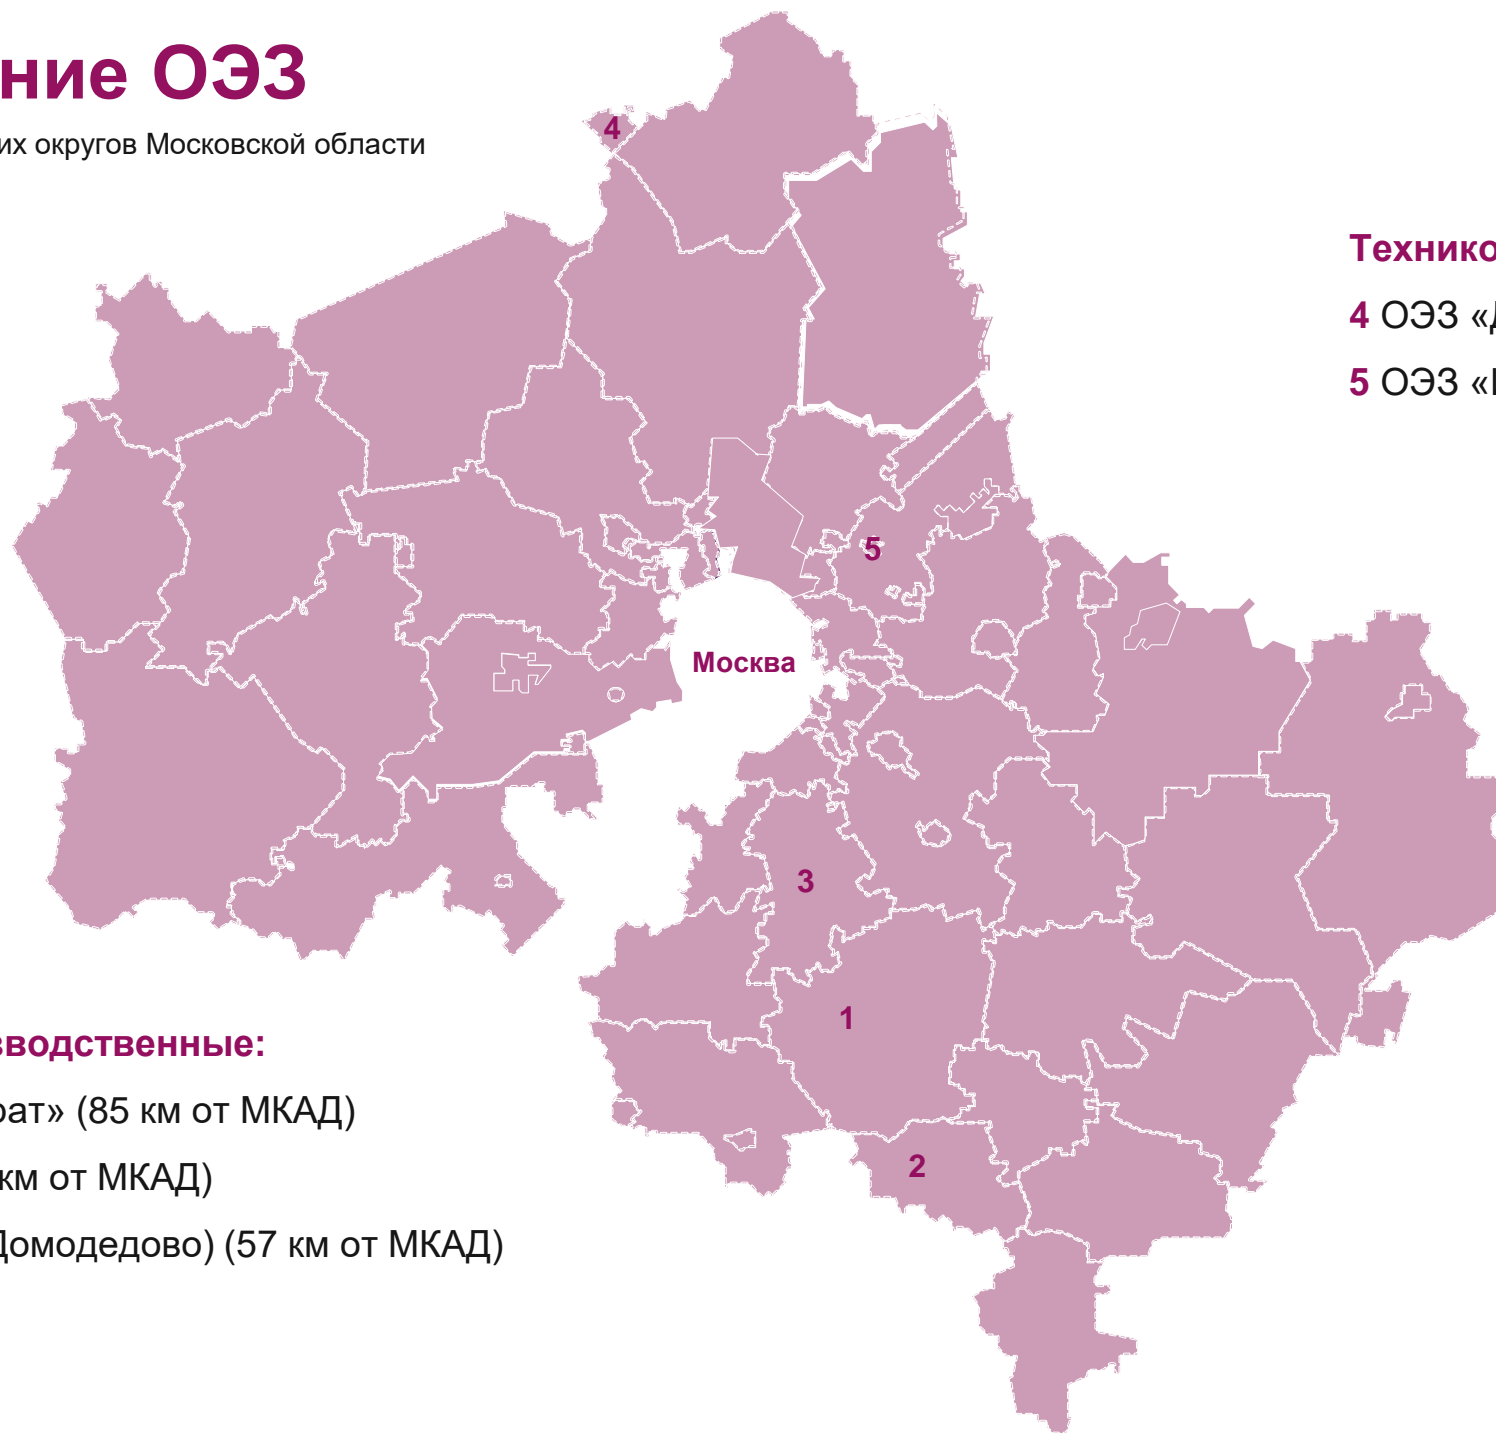 ние ОЭЗ
их округов Московской области
4
Технико
4 ОЭЗ «Д
5 ОЭЗ «
5
Москва
3
1
2
водственные:
рат» (85 км от МКАД)
км от МКАД)
Домодедово) (57 км от МКАД)